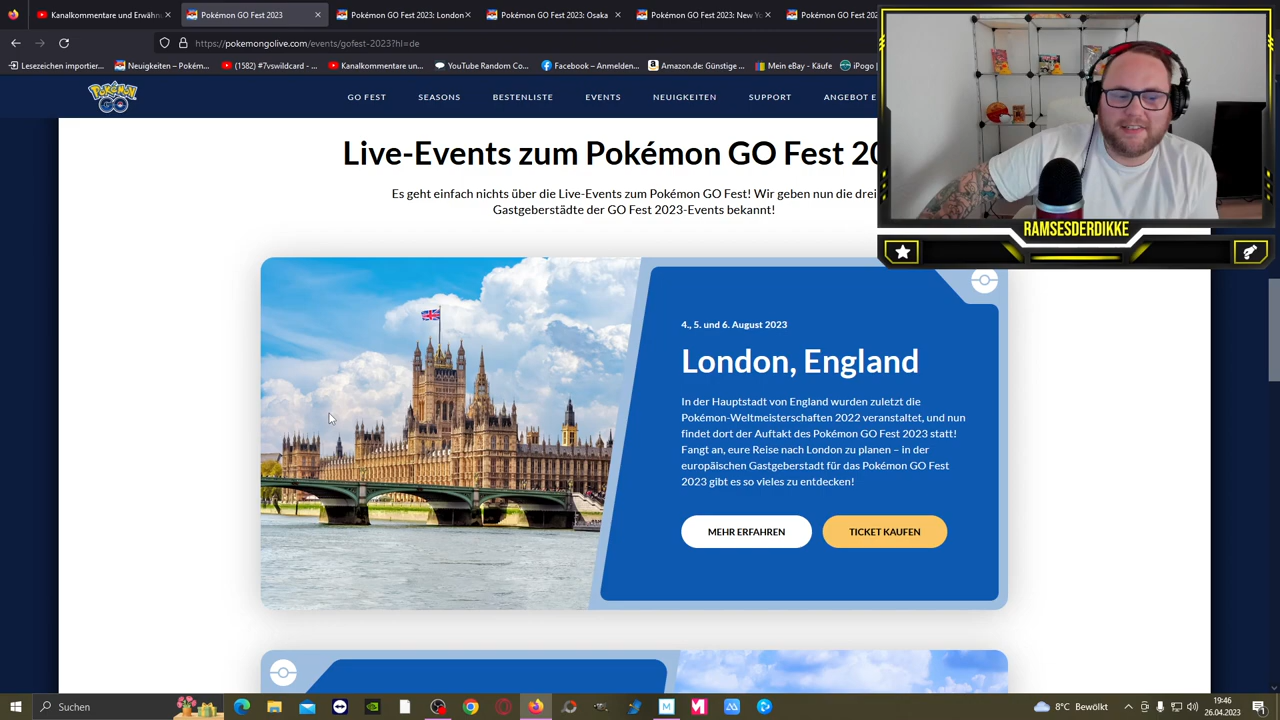 Kanalkommentare und Erwähn
Pokémon GO Fest 2023
Pokémon GO Fest 2023: London
Pokémon GO Fest 2023: Osaka
Pokémon GO Fest 2023: New
Pokémon GO Fest 202
https://pokemongolive.com/events/gofest-2023?hl=de
Lesezeichen importier...
Neuigkeiten – Pokém...
(1582) #7vswildcard - ...
Kanalkommentare u
YouTube Random Co...
Facebook – Anmelden...
Amazon.de: Günstige ...
Mein eBay - Käufe
iPogo |
POKÉMON GO
GO FEST
SEASONS
BESTENLISTE
EVENTS
NEUIGKEITEN
SUPPORT
ANGEBOT E
Live-Events zum Pokémon GO Fest 20
Es geht einfach nichts über die Live-Events zum Pokémon GO Fest! Wir geben nun die drei
Gastgeberstädte der GO Fest 2023-Events bekannt!
RAMSESDERDIKKE
4., 5. und 6. August 2023
London, England
In der Hauptstadt von England wurden zuletzt die
Pokémon-Weltmeisterschaften 2022 veranstaltet, und nun
findet dort der Auftakt des Pokémon GO Fest 2023 statt!
Fangt an, eure Reise nach London zu planen – in der
europäischen Gastgeberstadt für das Pokémon GO Fest
2023 gibt es so vieles zu entdecken!
MEHR ERFAHREN
TICKET KAUFEN
Suchen
8°C Bewölkt
19:46
26.04.2023